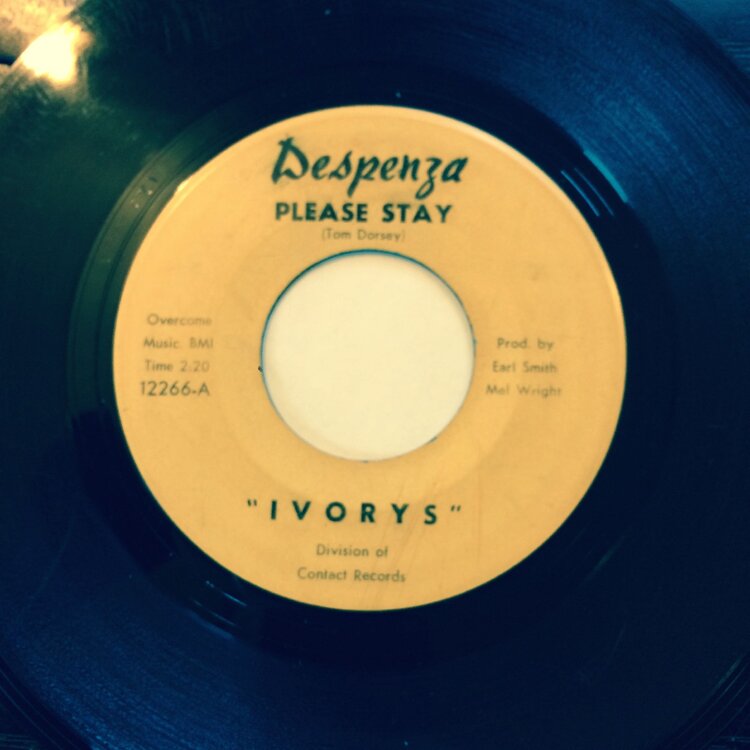 Despenza
PLEASE STAY
(Tom Dorsey)
Overcome
Music BMI
Time 2.20
12266-A
Prod. by
Earl Smith
Mel Wright
"IVORYS"
Division of
Contact Records